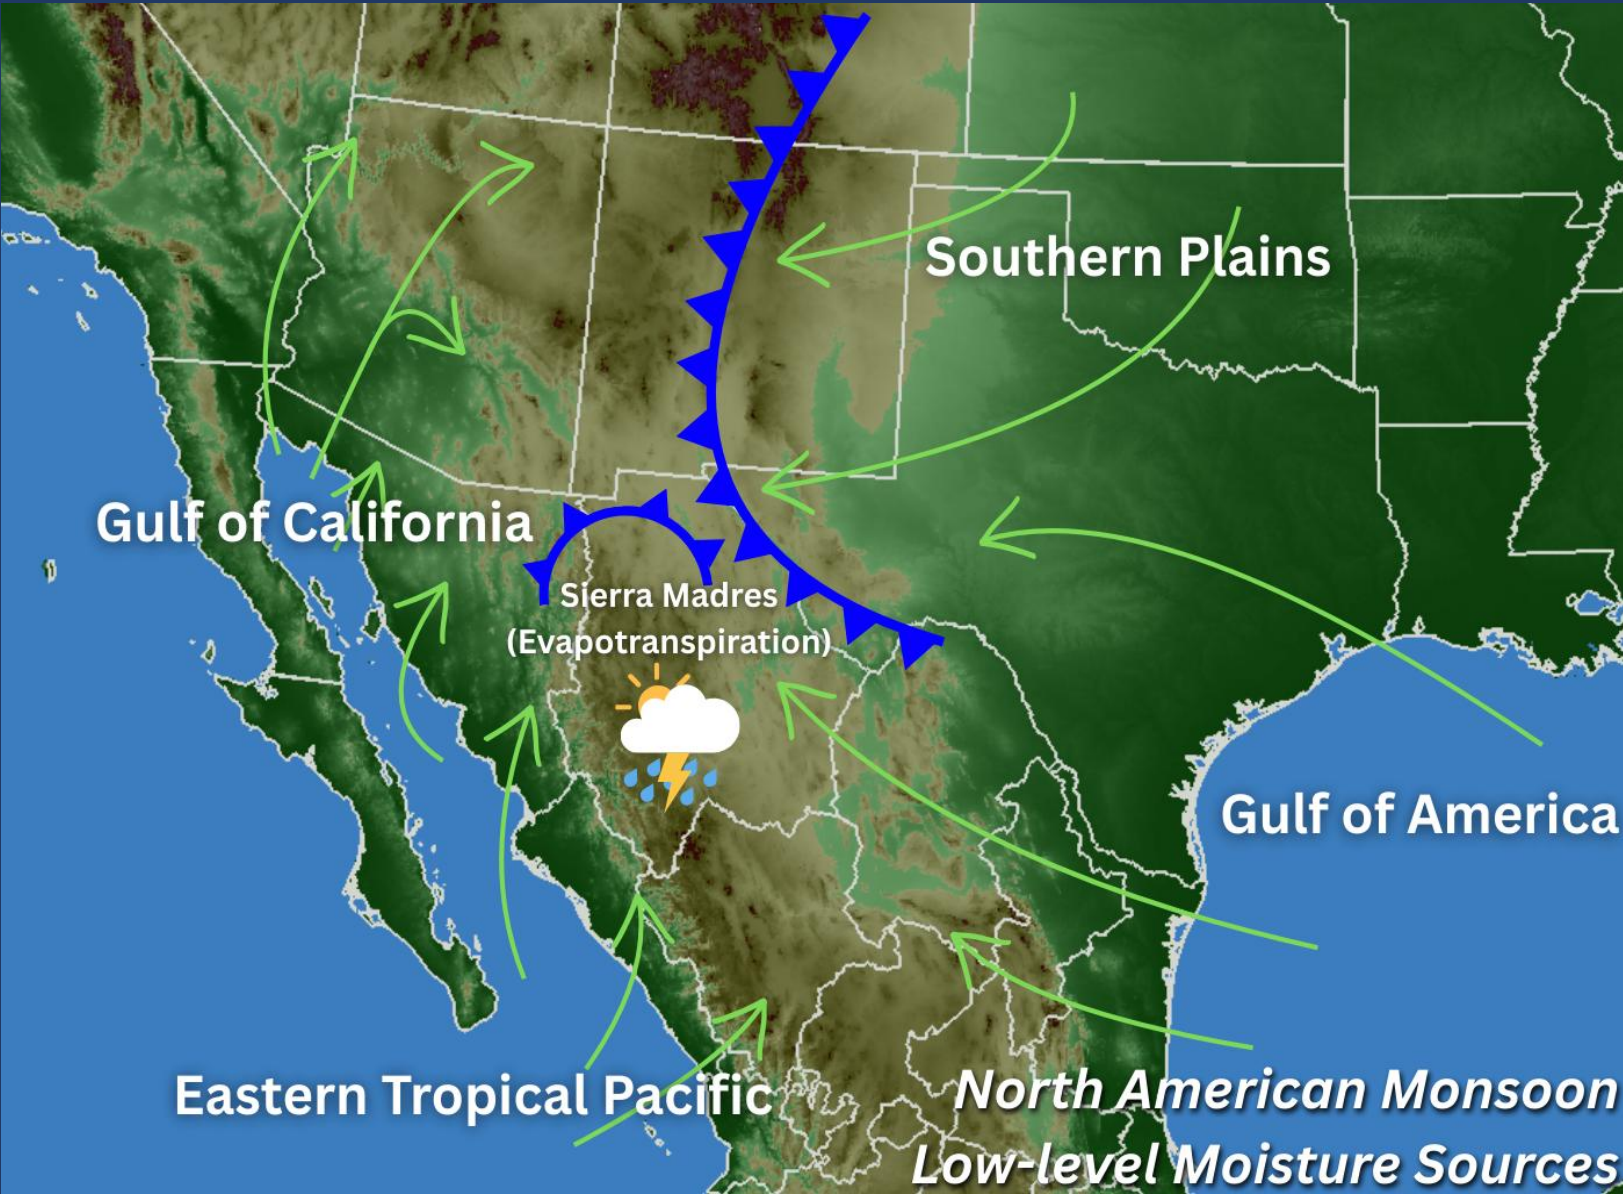 Southern Plains
Gulf of California
Sierra Madres
(Evapotranspiration)
Gulf of America
Eastern Tropical Pacific
North American Monsoon
Low-level Moisture Sources